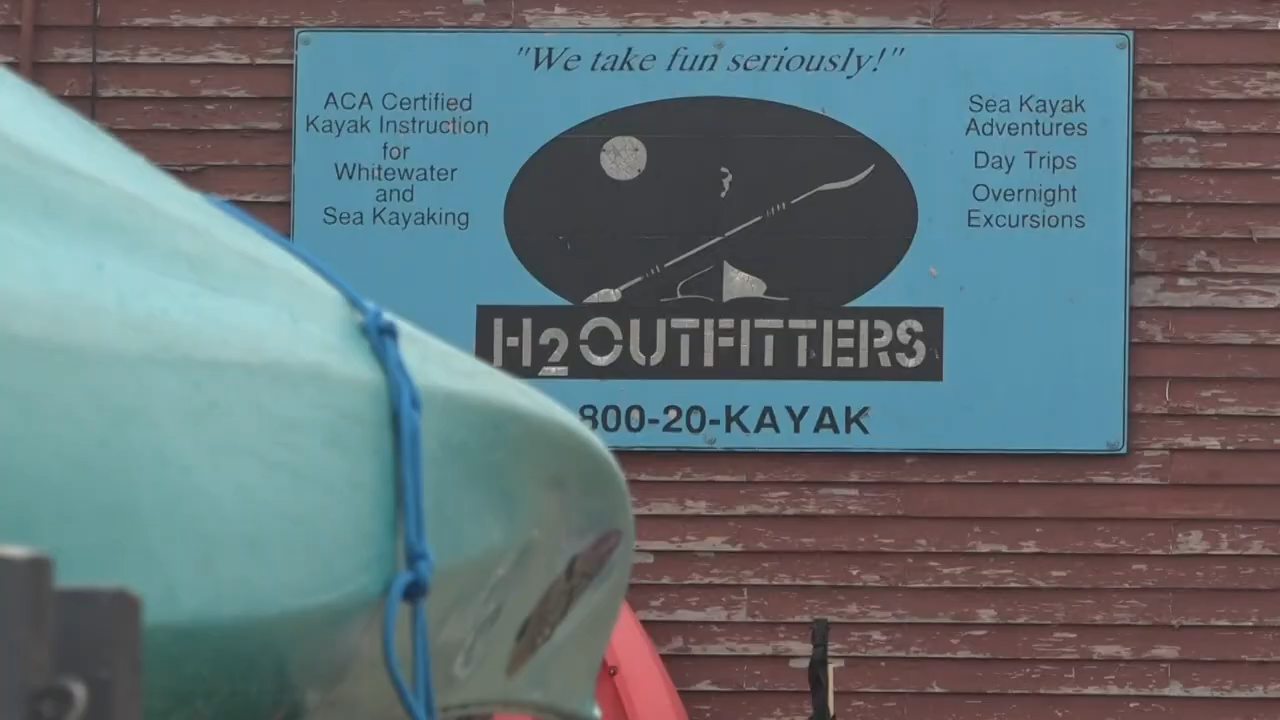 "We take fun seriously!"
ACA Certified
Kayak Instruction
for
Whitewater
and
Sea Kayaking
Sea Kayak
Adventures
Day Trips
Overnight
Excursions
H2OUTFITTERS
800-20-KAYAK